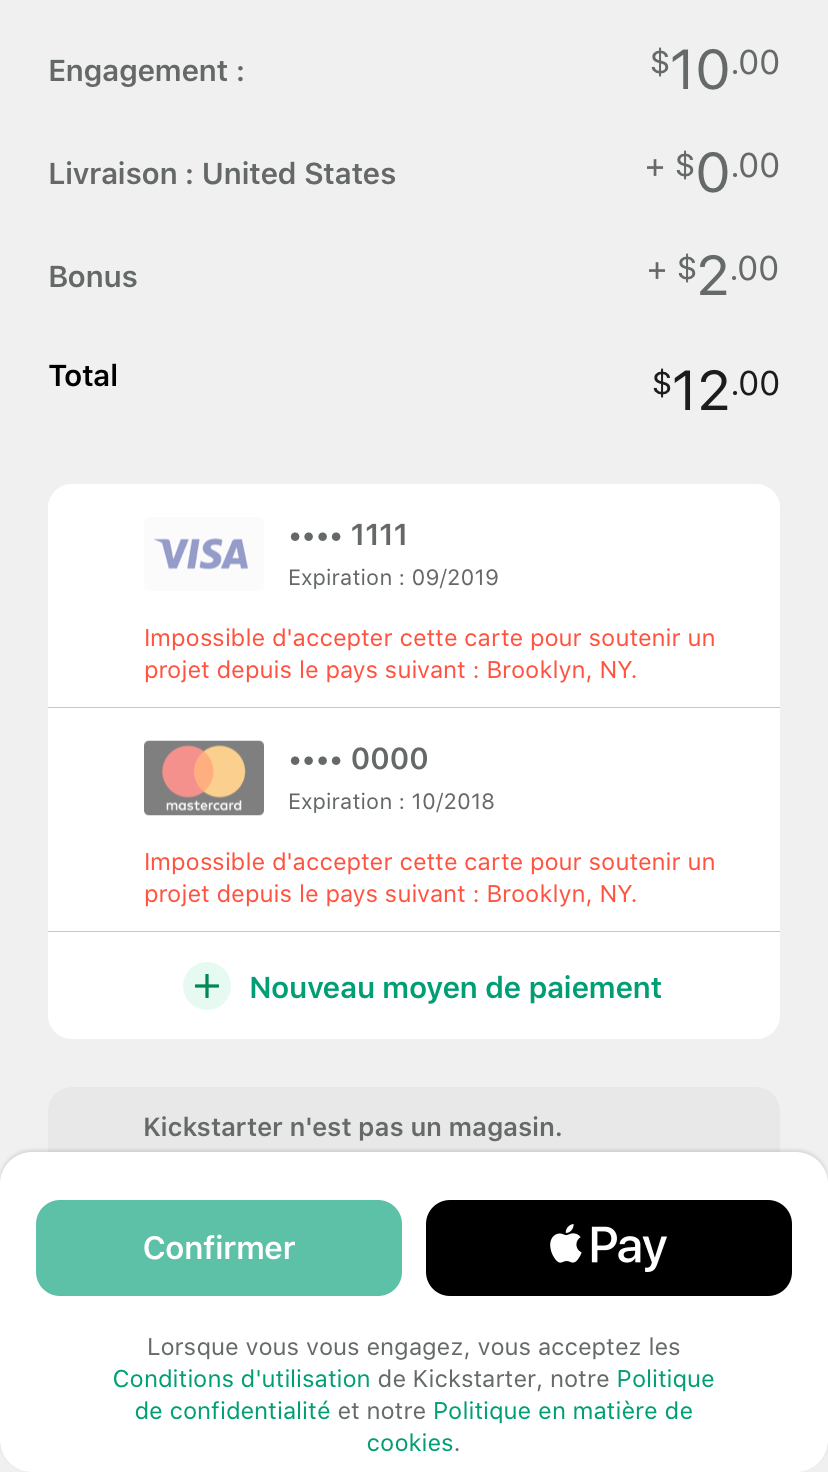 Engagement : $10.00
Livraison : United States + $0.00
Bonus + $2.00
Total $12.00
VISA •••• 1111
Expiration : 09/2019
Impossible d'accepter cette carte pour soutenir un
projet depuis le pays suivant : Brooklyn, NY.
•••• 0000
mastercard Expiration : 10/2018
Impossible d'accepter cette carte pour soutenir un
projet depuis le pays suivant : Brooklyn, NY.
+ Nouveau moyen de paiement
Kickstarter n'est pas un magasin.
Confirmer Pay
Lorsque vous vous engagez, vous acceptez les
Conditions d'utilisation de Kickstarter, notre Politique
de confidentialité et notre Politique en matière de
cookies.